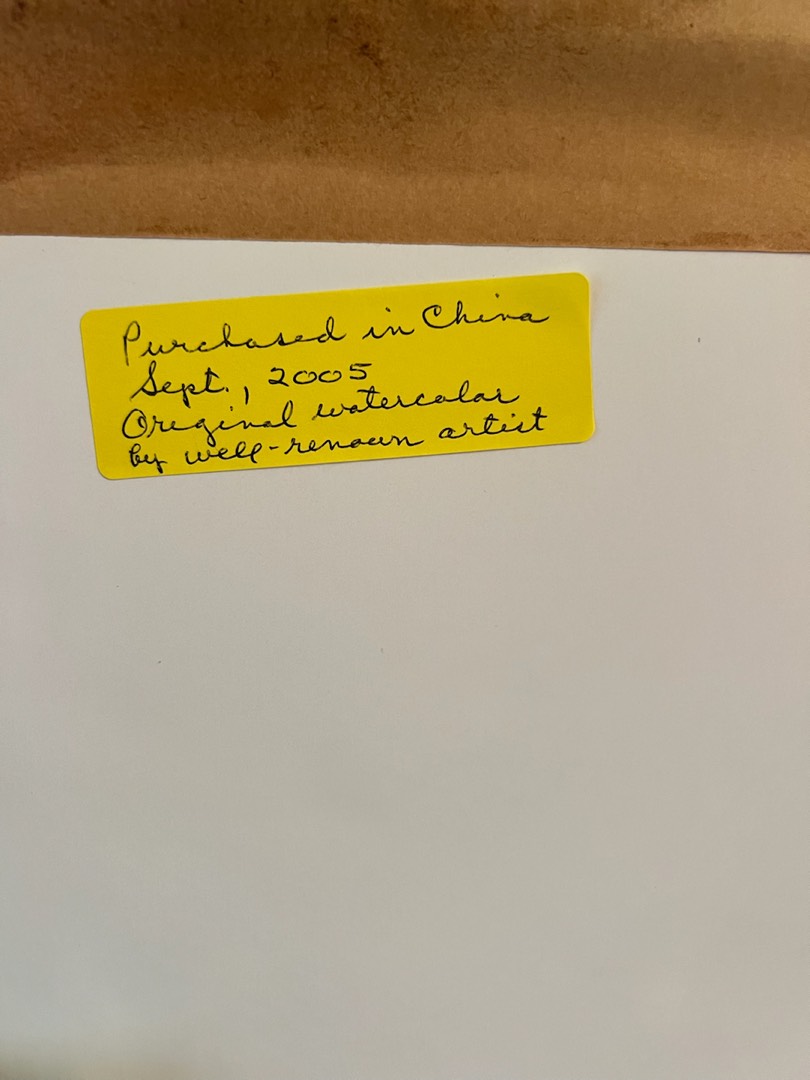 Purchased in China
Sept., 2005
Original watercolor
by well-renown artist